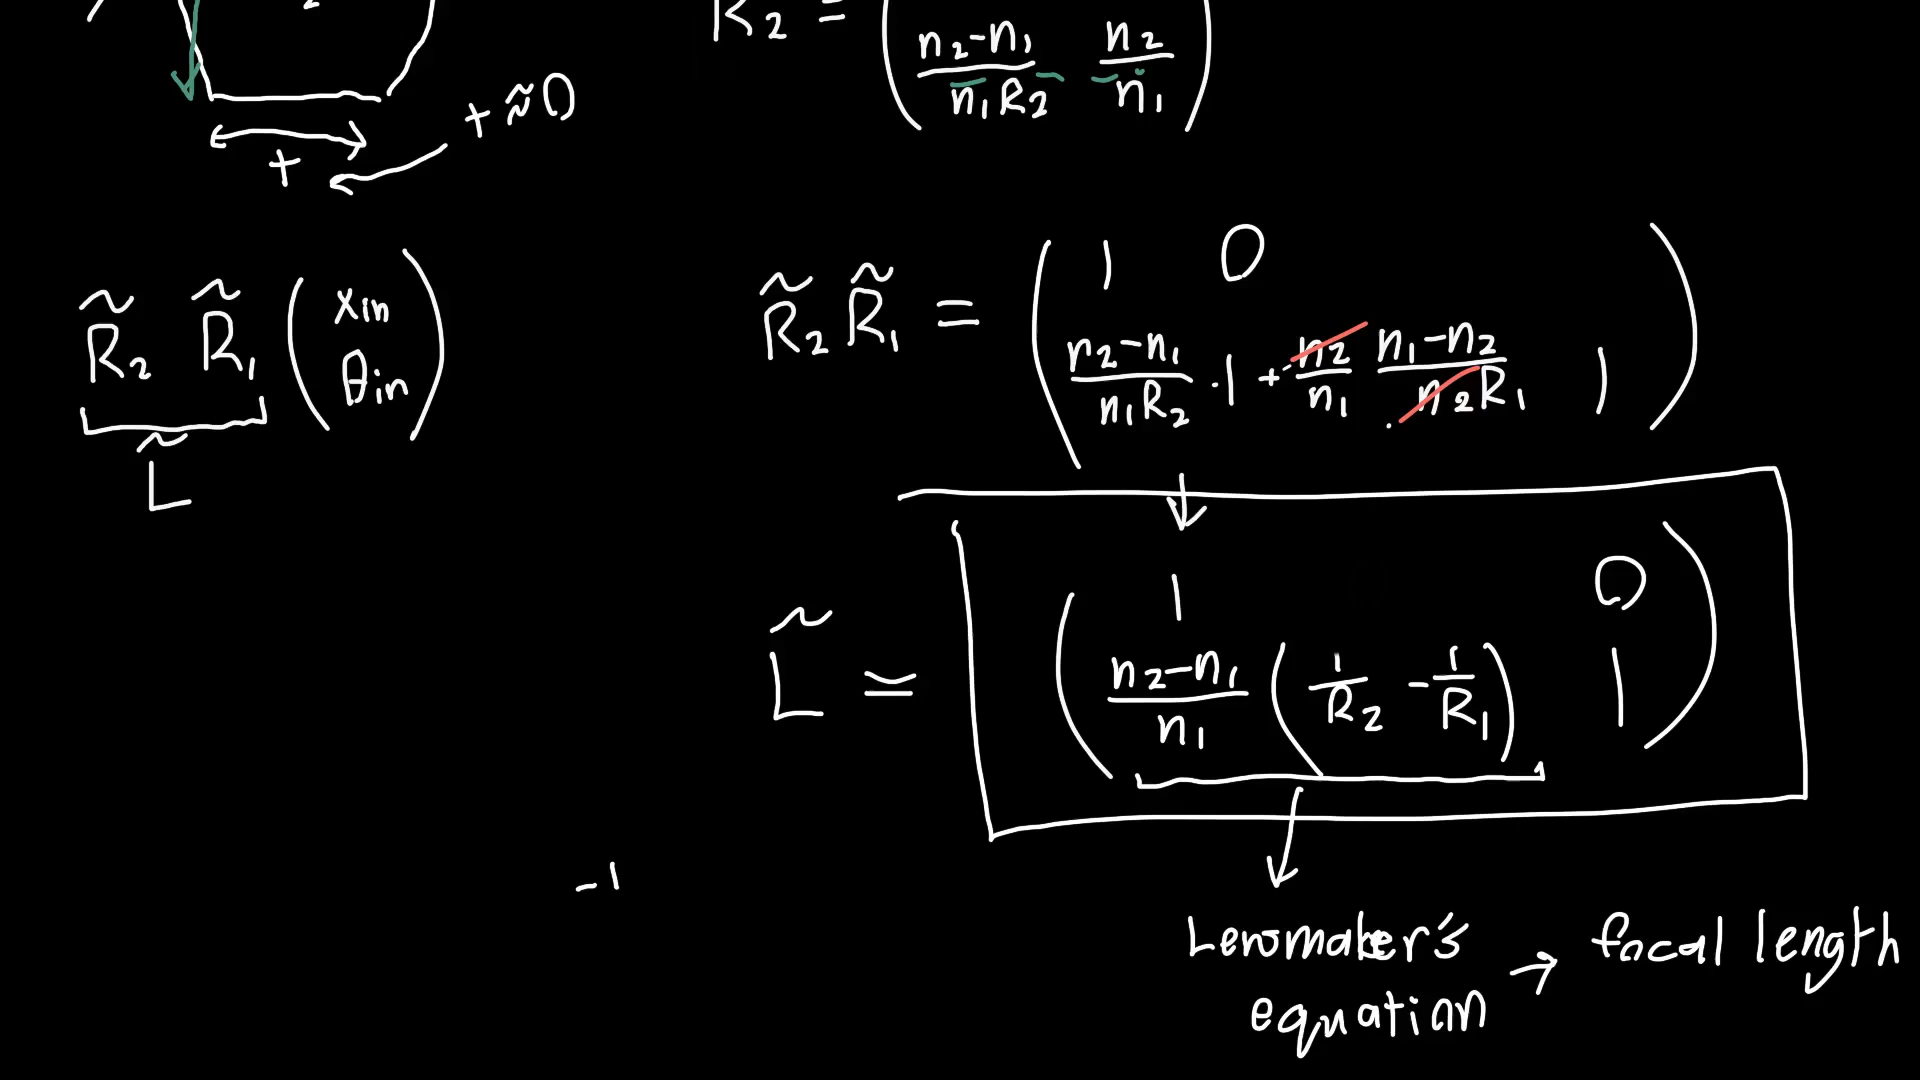 2
R̃₂ = ( (n₂-n₁)/(n₁R₂) n₂/n₁ )
t ≈ 0
t
R̃₂ R̃₁ ( xin θin )
L̃
R̃₂ R̃₁ = ( 1 0
(n₂-n₁)/(n₁R₂) · 1 + n₂/n₁ · (n₁-n₂)/(n₂R₁) 1 )
L̃ = ( 1 0
(n₂-n₁)/n₁ ( 1/R₂ - 1/R₁ ) 1 )
-1
Lensmaker's equation → focal length